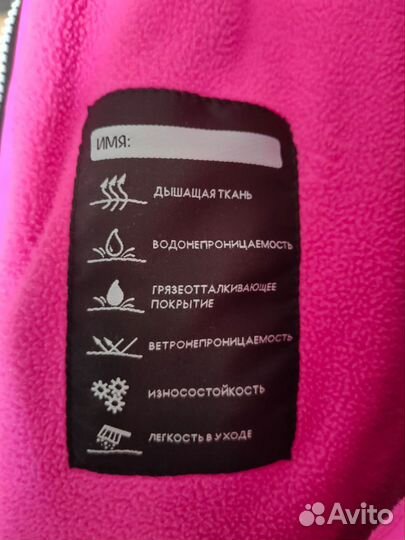 ИМЯ:
ДЫШАЩАЯ ТКАНЬ
ВОДОНЕПРОНИЦАЕМОСТЬ
ГРЯЗЕОТТАЛКИВАЮЩЕЕ
ПОКРЫТИЕ
ВЕТРОНЕПРОНИЦАЕМОСТЬ
ИЗНОСОСТОЙКОСТЬ
ЛЕГКОСТЬ В УХОДЕ
Avito